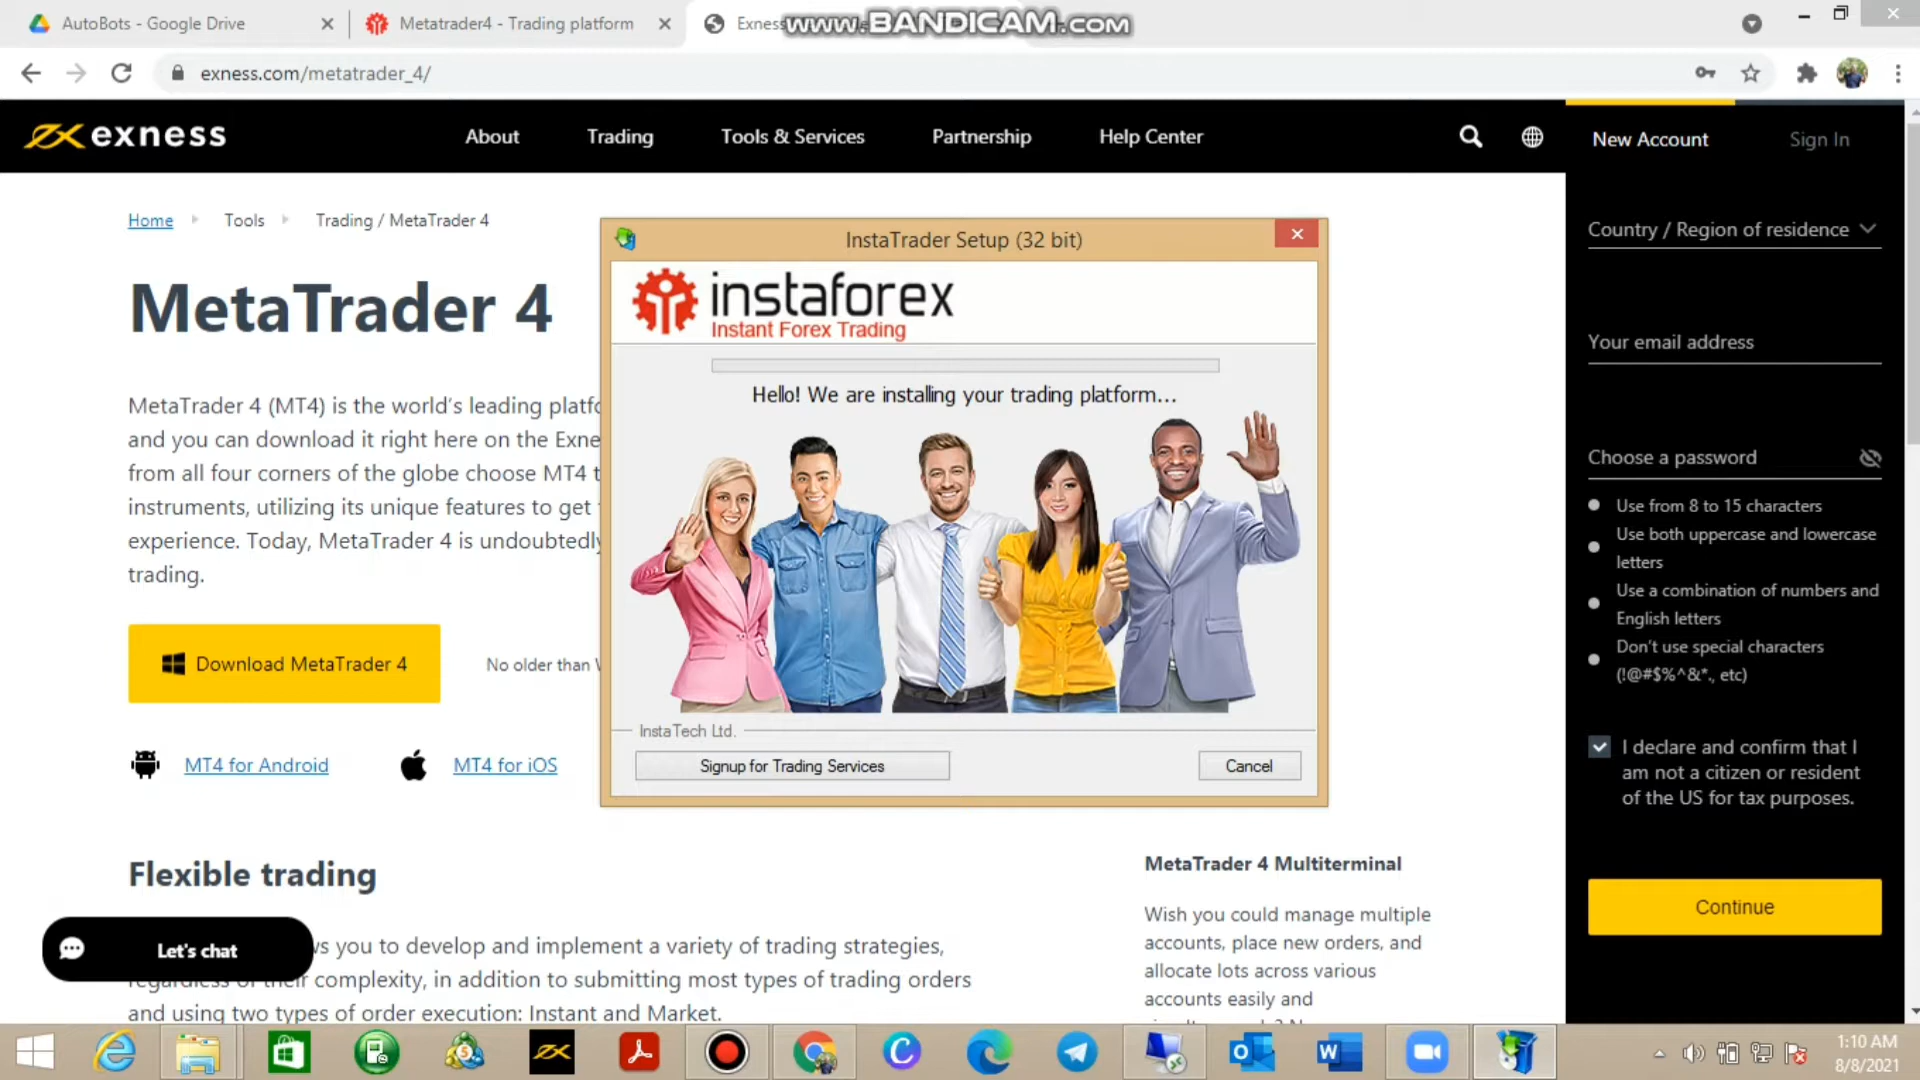 AutoBots - Google Drive
Metatrader4 - Trading platform
Exness
www.BANDICAM.com
exness.com/metatrader_4/
exness
About
Trading
Tools & Services
Partnership
Help Center
New Account
Sign In
Home
Tools
Trading / MetaTrader 4
MetaTrader 4
MetaTrader 4 (MT4) is the world's leading platfo
and you can download it right here on the Exne
from all four corners of the globe choose MT4 t
instruments, utilizing its unique features to get
experience. Today, MetaTrader 4 is undoubtedly
trading.
Download MetaTrader 4
No older than
MT4 for Android
MT4 for iOS
InstaTrader Setup (32 bit)
instaforex
Instant Forex Trading
Hello! We are installing your trading platform...
InstaTech Ltd.
Signup for Trading Services
Cancel
Country / Region of residence
Your email address
Choose a password
Use from 8 to 15 characters
Use both uppercase and lowercase
letters
Use a combination of numbers and
English letters
Don't use special characters
(!@#$%^&*., etc)
I declare and confirm that I
am not a citizen or resident
of the US for tax purposes.
Continue
Flexible trading
ws you to develop and implement a variety of trading strategies,
regardless of their complexity, in addition to submitting most types of trading orders
and using two types of order execution: Instant and Market.
Let's chat
MetaTrader 4 Multiterminal
Wish you could manage multiple
accounts, place new orders, and
allocate lots across various
accounts easily and
1:10 AM
8/8/2021